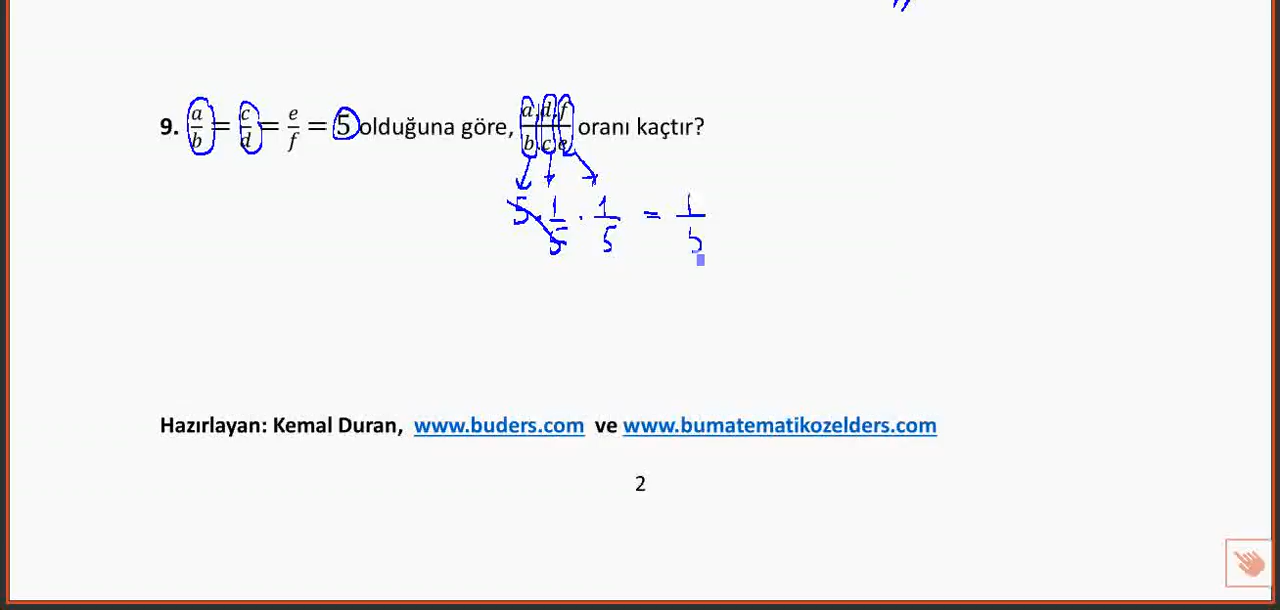 9. a/b = c/d = e/f = 5 olduğuna göre, a.d.f/b.c.e oranı kaçtır?
5 . 1/5 . 1/5 = 1/5
Hazırlayan: Kemal Duran, www.buders.com ve www.bumatematikozelders.com
2